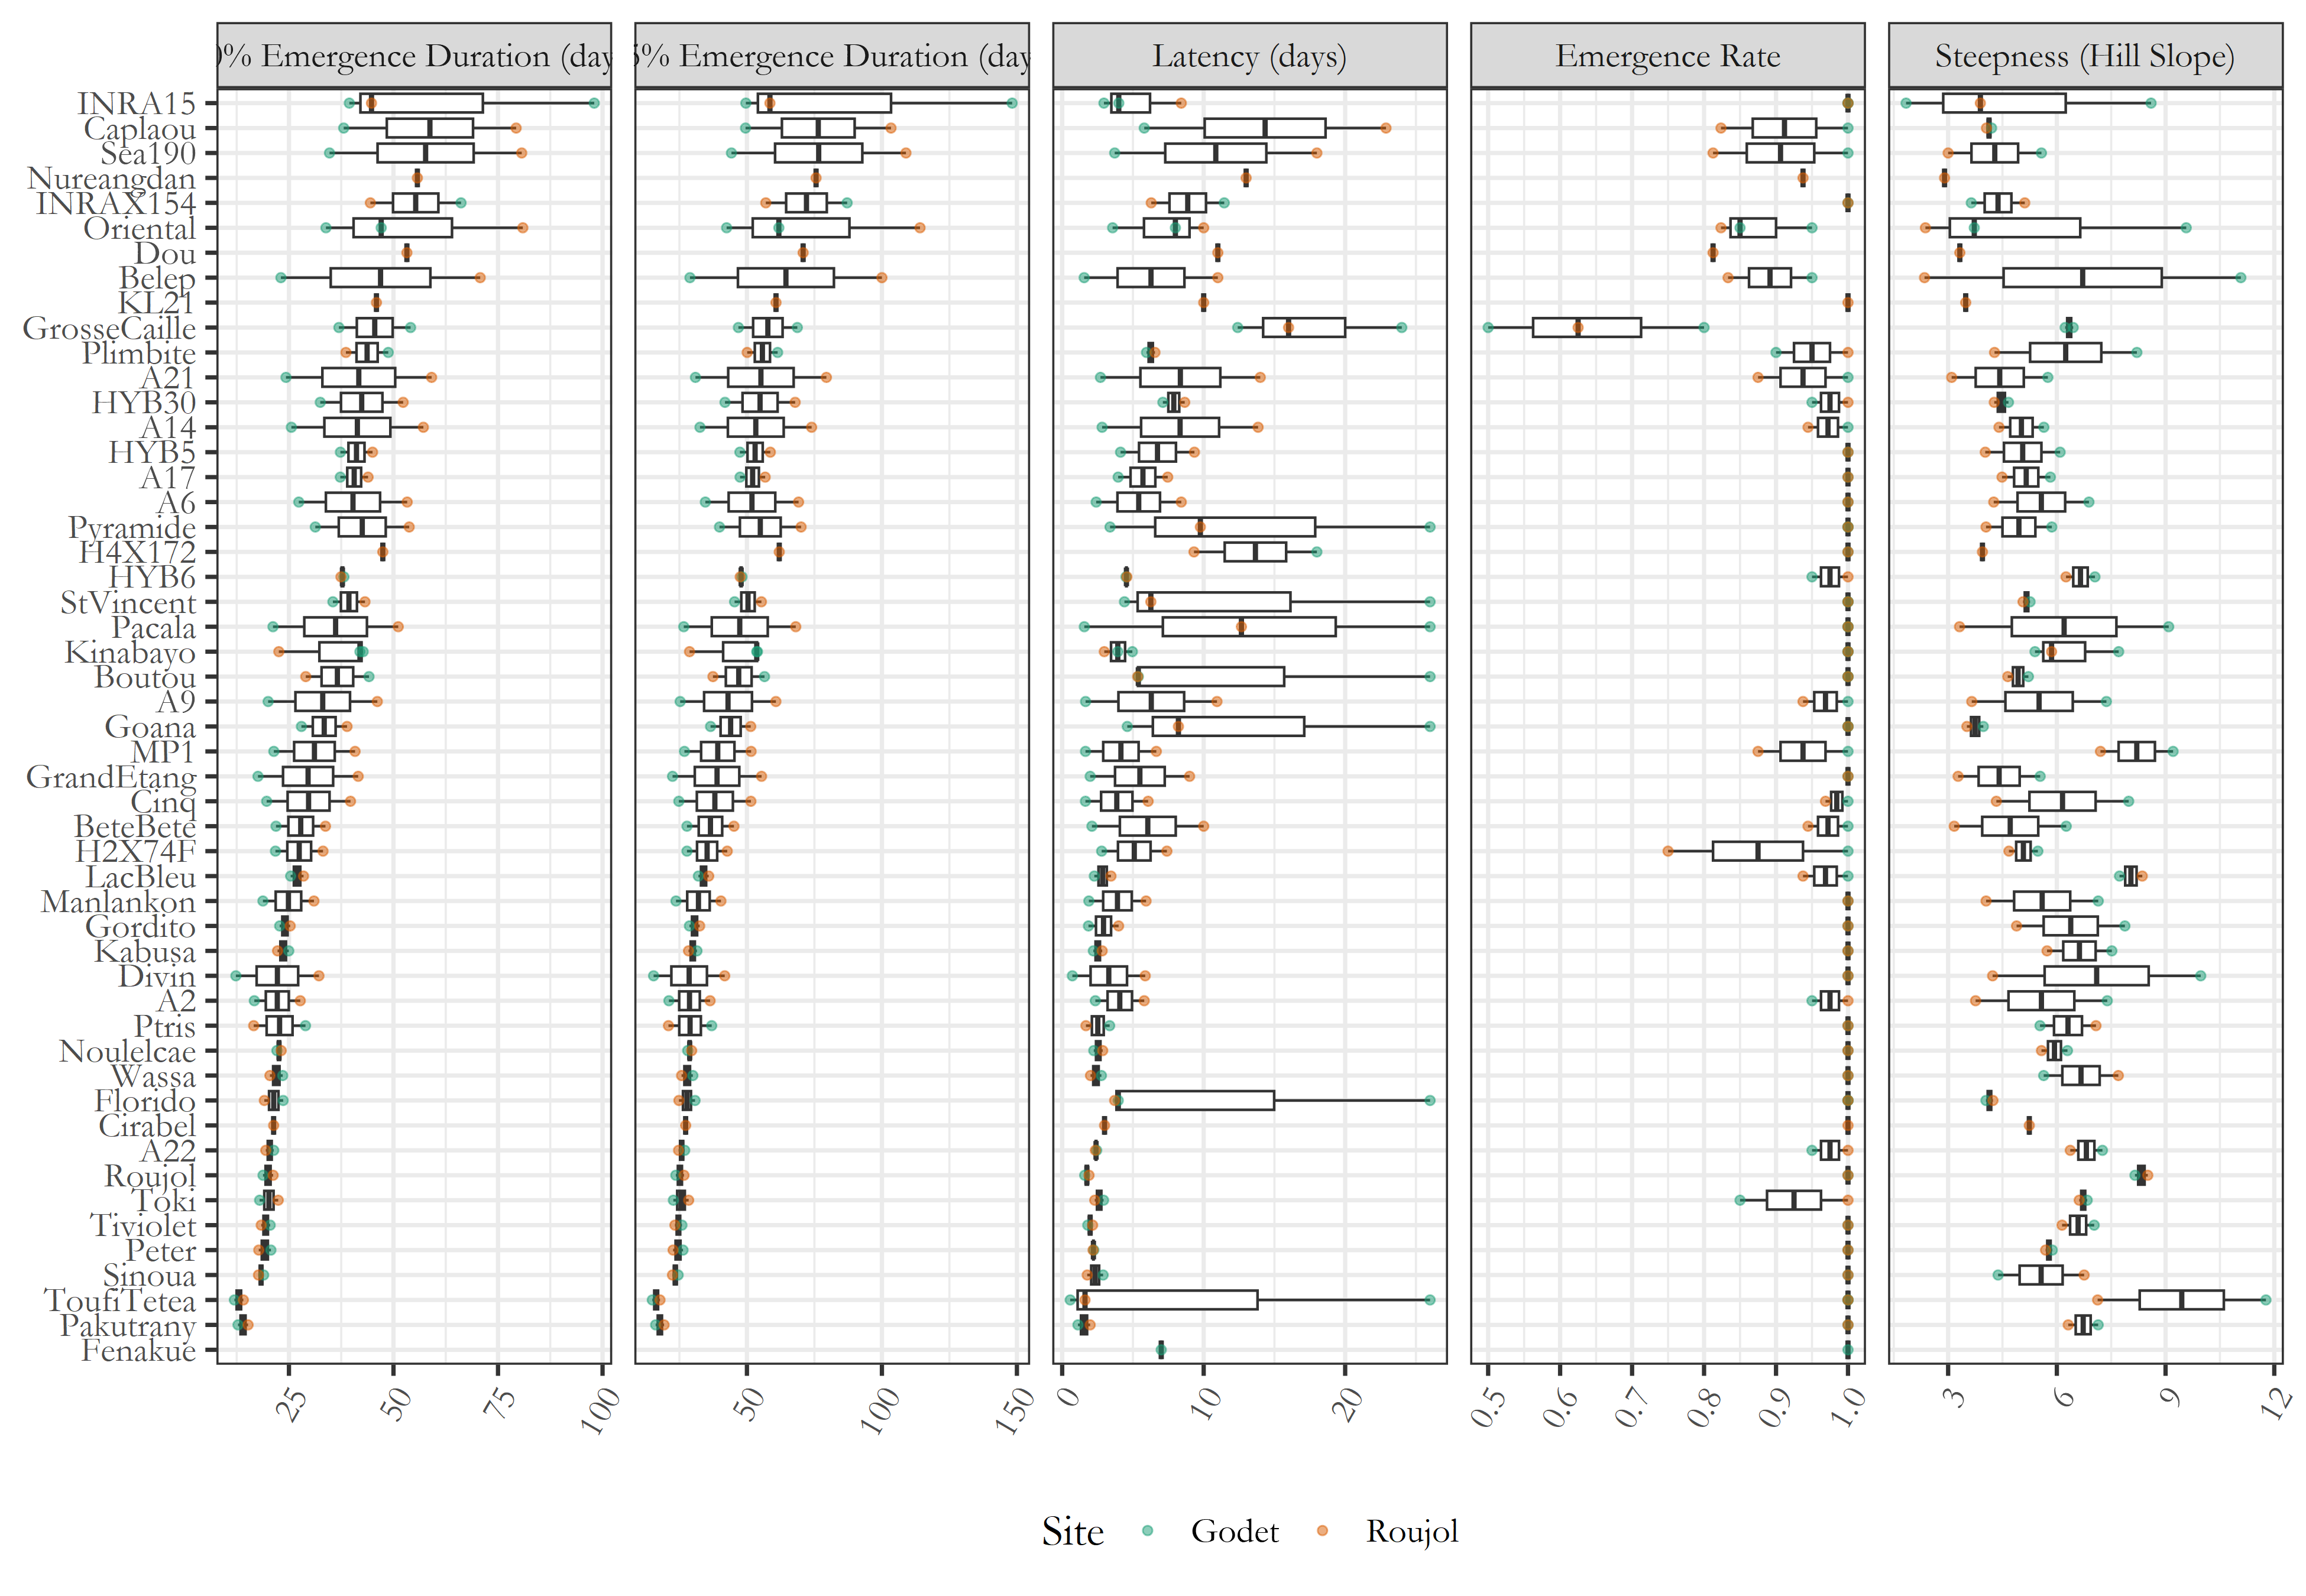 0% Emergence Duration (day
5% Emergence Duration (day
Latency (days)
Emergence Rate
Steepness (Hill Slope)
INRA15
Caplaou
Sea190
Nureangdan
INRAX154
Oriental
Dou
Belep
KL21
GrosseCaille
Plimbite
A21
HYB30
A14
HYB5
A17
A6
Pyramide
H4X172
HYB6
StVincent
Pacala
Kinabayo
Boutou
A9
Goana
MP1
GrandEtang
Cinq
BeteBete
H2X74F
LacBleu
Manlankon
Gordito
Kabusa
Divin
A2
Ptris
Noulelcae
Wassa
Florido
Cirabel
A22
Roujol
Toki
Tiviolet
Peter
Sinoua
ToufiTetea
Pakutrany
Fenakue
25 50 75 100
50 100 150
0 10 20
0.5 0.6 0.7 0.8 0.9 1.0
3 6 9 12
Site Godet Roujol